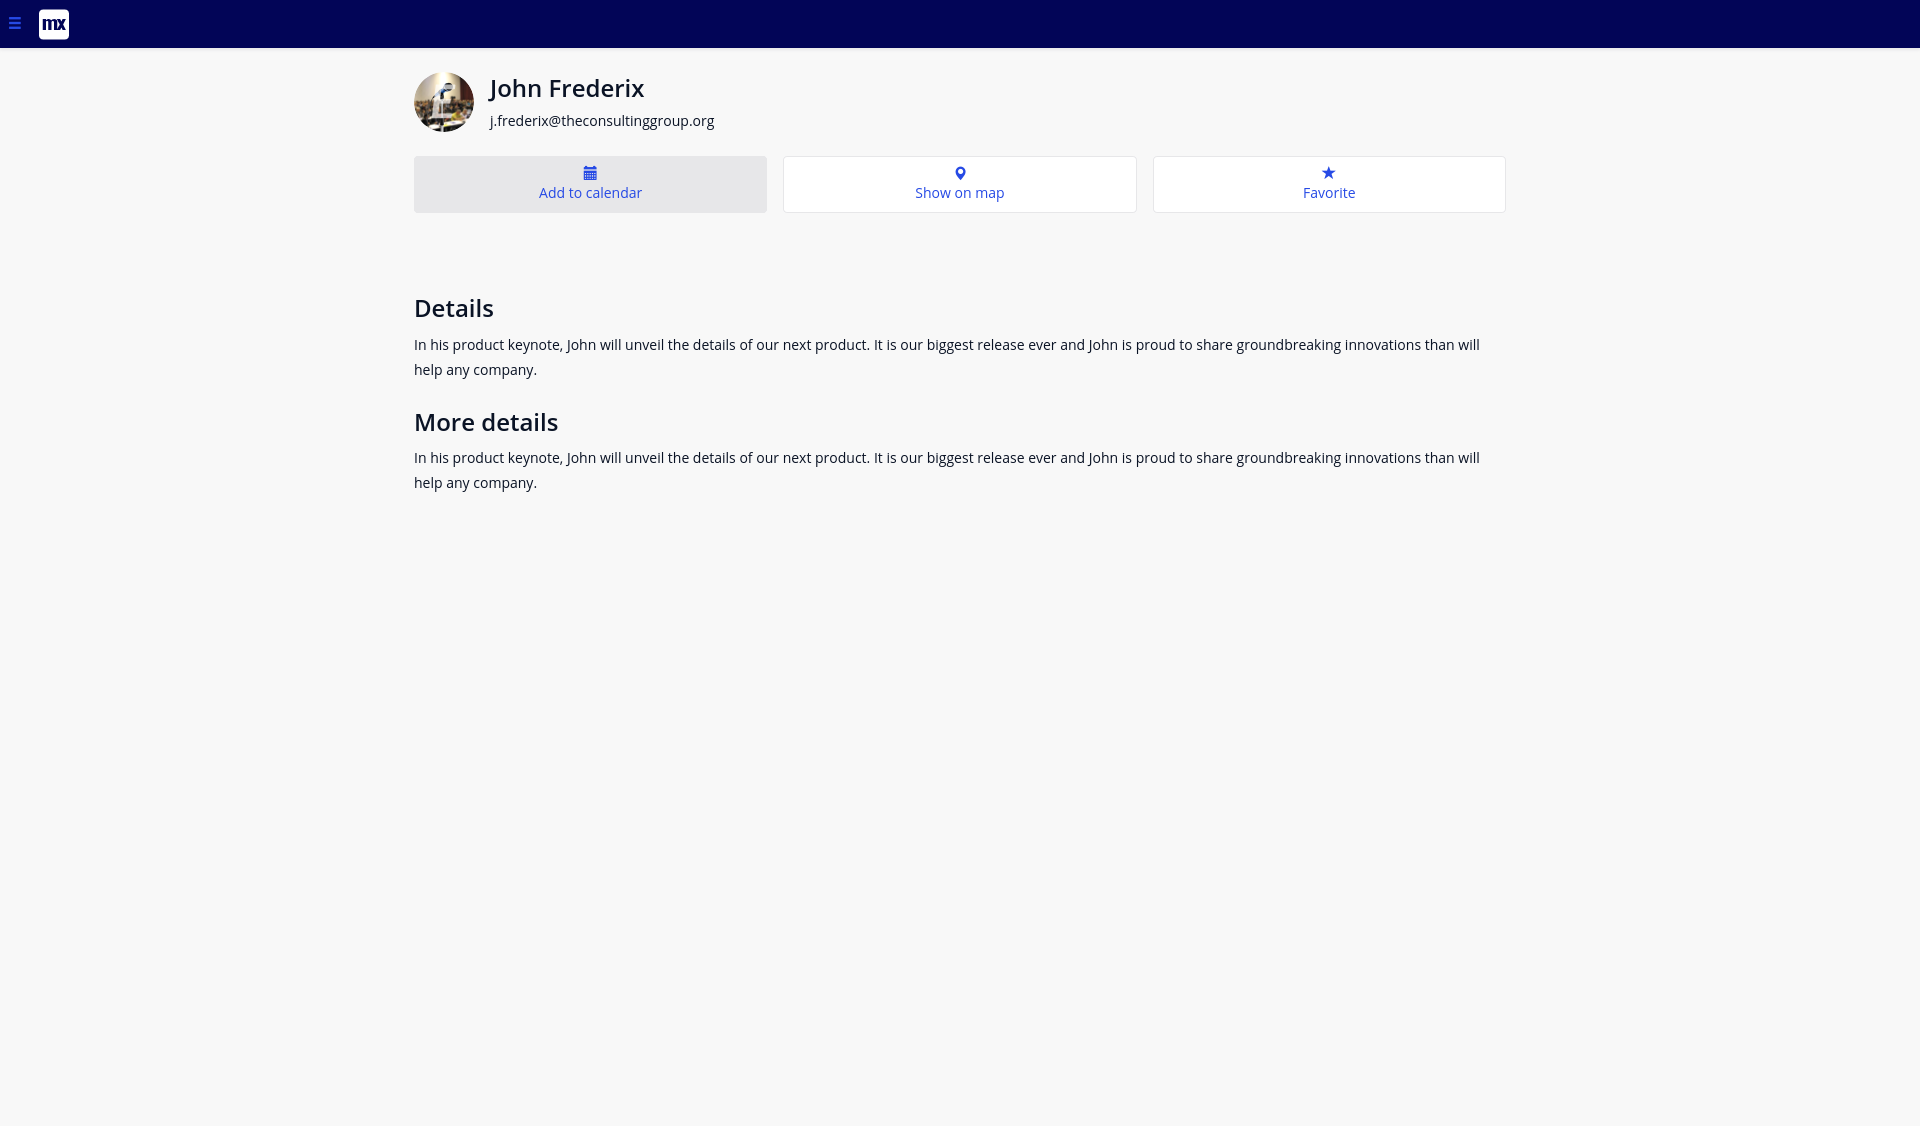 mx
John Frederix
j.frederix@theconsultinggroup.org
Add to calendar
Show on map
Favorite
Details
In his product keynote, John will unveil the details of our next product. It is our biggest release ever and John is proud to share groundbreaking innovations than will
help any company.
More details
In his product keynote, John will unveil the details of our next product. It is our biggest release ever and John is proud to share groundbreaking innovations than will
help any company.